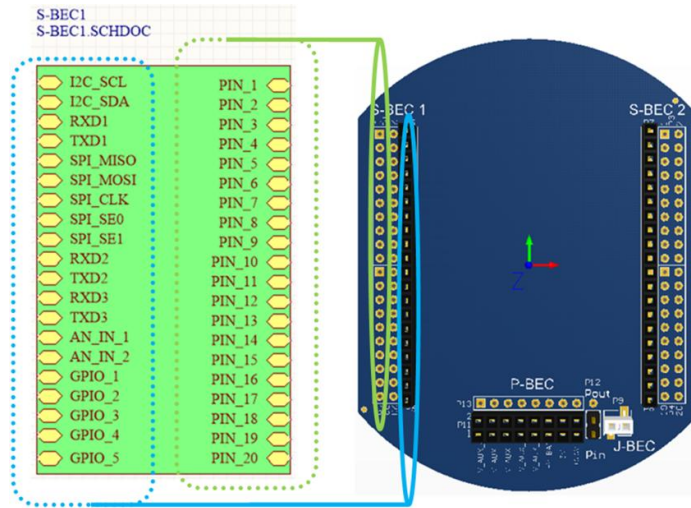 S-BEC1
S-BEC1.SCHDOC
I2C_SCL
I2C_SDA
RXD1
TXD1
SPI_MISO
SPI_MOSI
SPI_CLK
SPI_SE0
SPI_SE1
RXD2
TXD2
RXD3
TXD3
AN_IN_1
AN_IN_2
GPIO_1
GPIO_2
GPIO_3
GPIO_4
GPIO_5
PIN_1
PIN_2
PIN_3
PIN_4
PIN_5
PIN_6
PIN_7
PIN_8
PIN_9
PIN_10
PIN_11
PIN_12
PIN_13
PIN_14
PIN_15
PIN_16
PIN_17
PIN_18
PIN_19
PIN_20
S-BEC 1
S-BEC 2
Z
P-BEC
P12
Pout
P9
P13
J-BEC
Pin